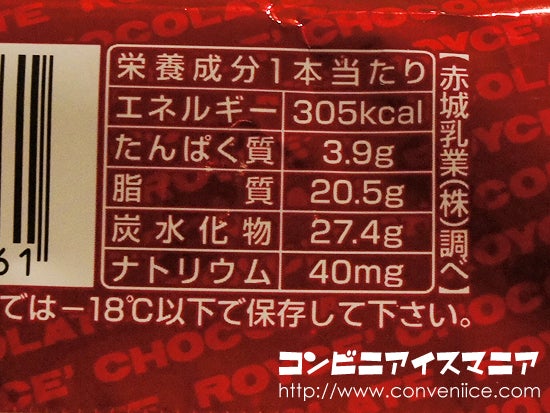 栄養成分1本当たり
エネルギー 305kcal
たんぱく質 3.9g
脂質 20.5g
炭水化物 27.4g
ナトリウム 40mg
【赤城乳業(株)調べ】
では－18℃以下で保存して下さい。
61
ROYCE' CHOCOLATE
コンビニアイスマニア
http://www.conveniice.com/